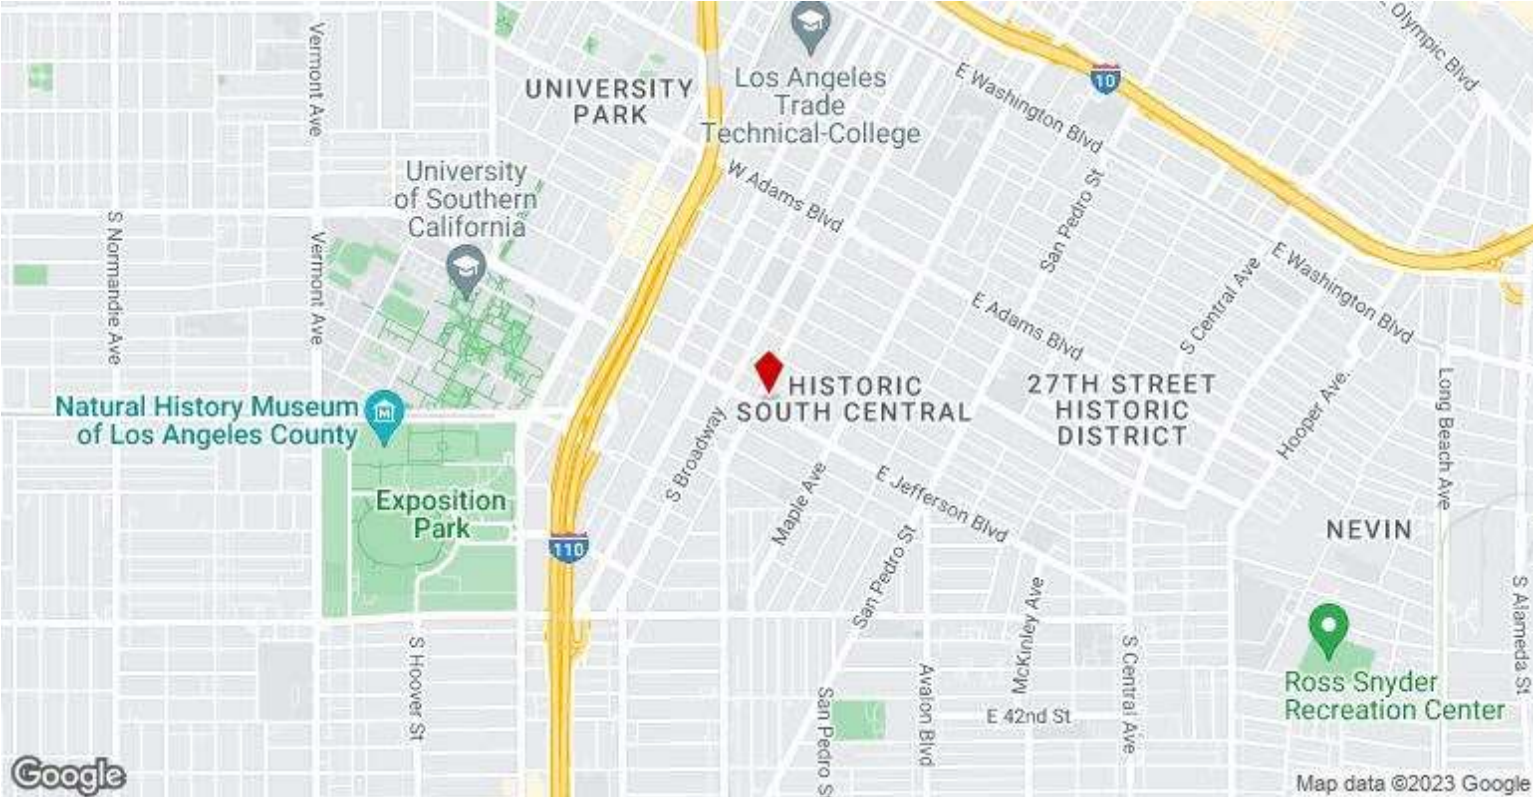 E Olympic Blvd
Vermont Ave
UNIVERSITY
PARK
Los Angeles
Trade
Technical-College
10
E Washington Blvd
University
of Southern
California
W Adams Blvd
San Pedro St
S Normandie Ave
Vermont Ave
S Central Ave
E Washington Blvd
E Adams Blvd
HISTORIC
SOUTH CENTRAL
27TH STREET
HISTORIC
DISTRICT
Natural History Museum
of Los Angeles County
M
S Broadway
Hooper Ave.
Long Beach Ave
Maple Ave
E Jefferson Blvd
Exposition
Park
NEVIN
110
San Pedro St
McKinley Ave
S Alameda St
S Hoover St
San Pedro S
Avalon Blvd
E 42nd St
S Central Ave
Ross Snyder
Recreation Center
Google
Map data ©2023 Google